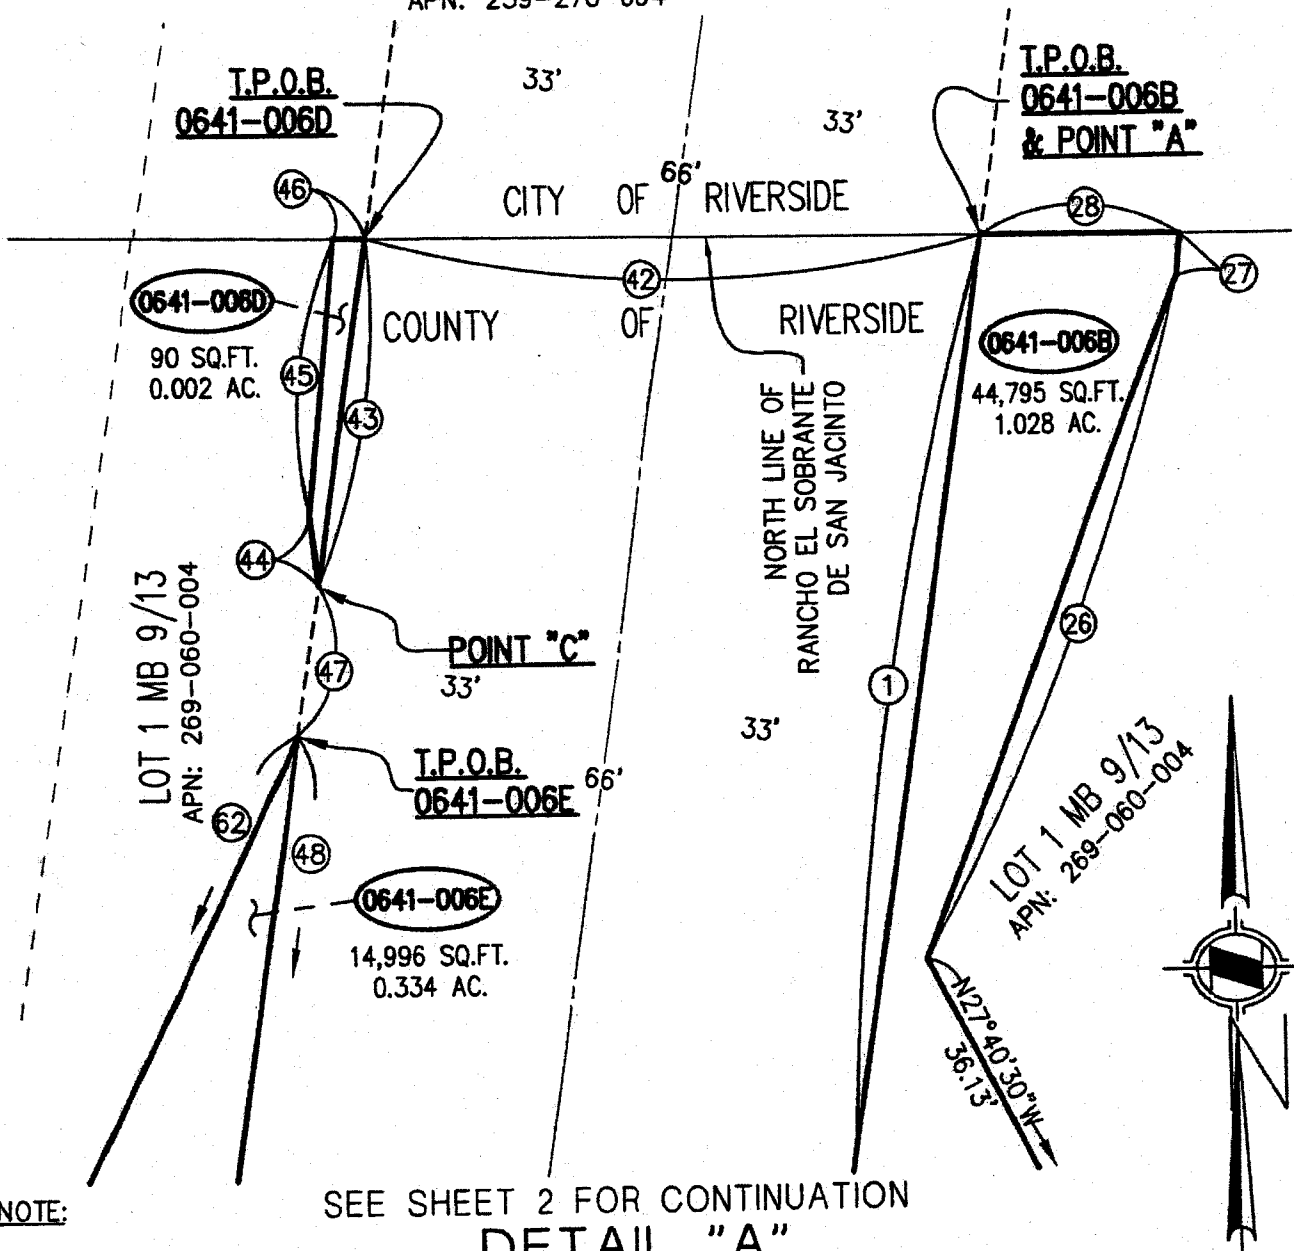 T.P.O.B.
0641-006D
33'
33'
T.P.O.B.
0641-006B
& POINT "A"
46
66'
CITY OF RIVERSIDE
28
42
27
0641-006D
COUNTY OF RIVERSIDE
0641-006B
90 SQ.FT.
0.002 AC.
45
43
44,795 SQ.FT.
1.028 AC.
NORTH LINE OF
RANCHO EL SOBRANTE
DE SAN JACINTO
44
LOT 1 MB 9/13
APN: 269-060-004
26
POINT "C"
47
33'
1
33'
T.P.O.B.
0641-006E
66'
62
48
LOT 1 MB 9/13
APN: 269-060-004
0641-006E
14,996 SQ.FT.
0.334 AC.
N27°40'30"W
36.13'
NOTE:
SEE SHEET 2 FOR CONTINUATION
DETAIL "A"